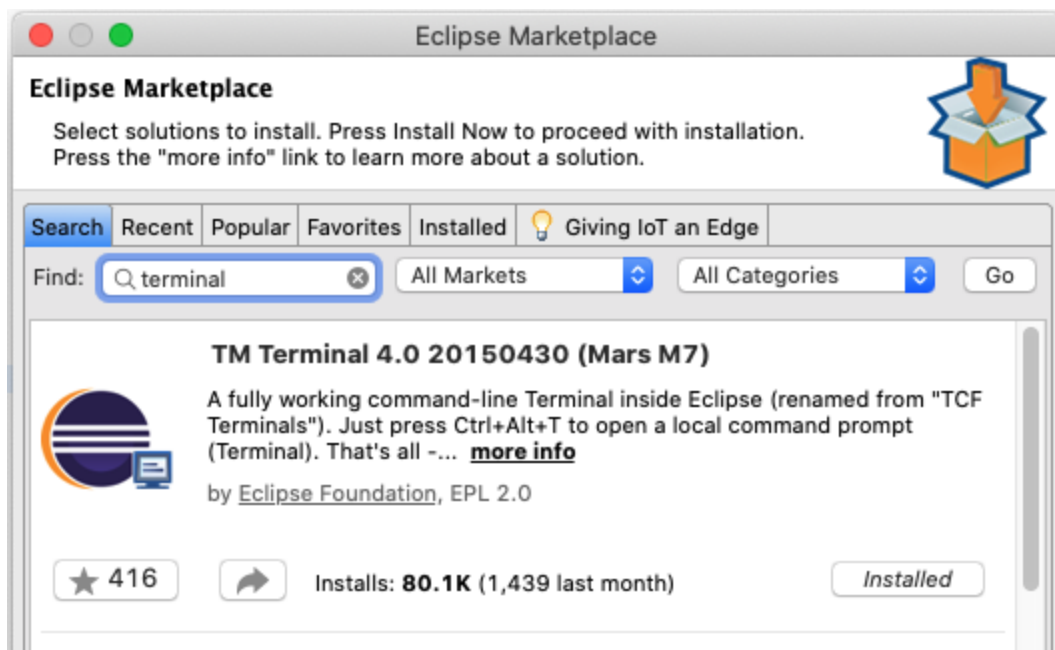 Eclipse Marketplace
Eclipse Marketplace
Select solutions to install. Press Install Now to proceed with installation.
Press the "more info" link to learn more about a solution.
Search Recent Popular Favorites Installed Giving IoT an Edge
Find: terminal All Markets All Categories Go
TM Terminal 4.0 20150430 (Mars M7)
A fully working command-line Terminal inside Eclipse (renamed from "TCF
Terminals"). Just press Ctrl+Alt+T to open a local command prompt
(Terminal). That's all -... more info
by Eclipse Foundation, EPL 2.0
416 Installs: 80.1K (1,439 last month) Installed